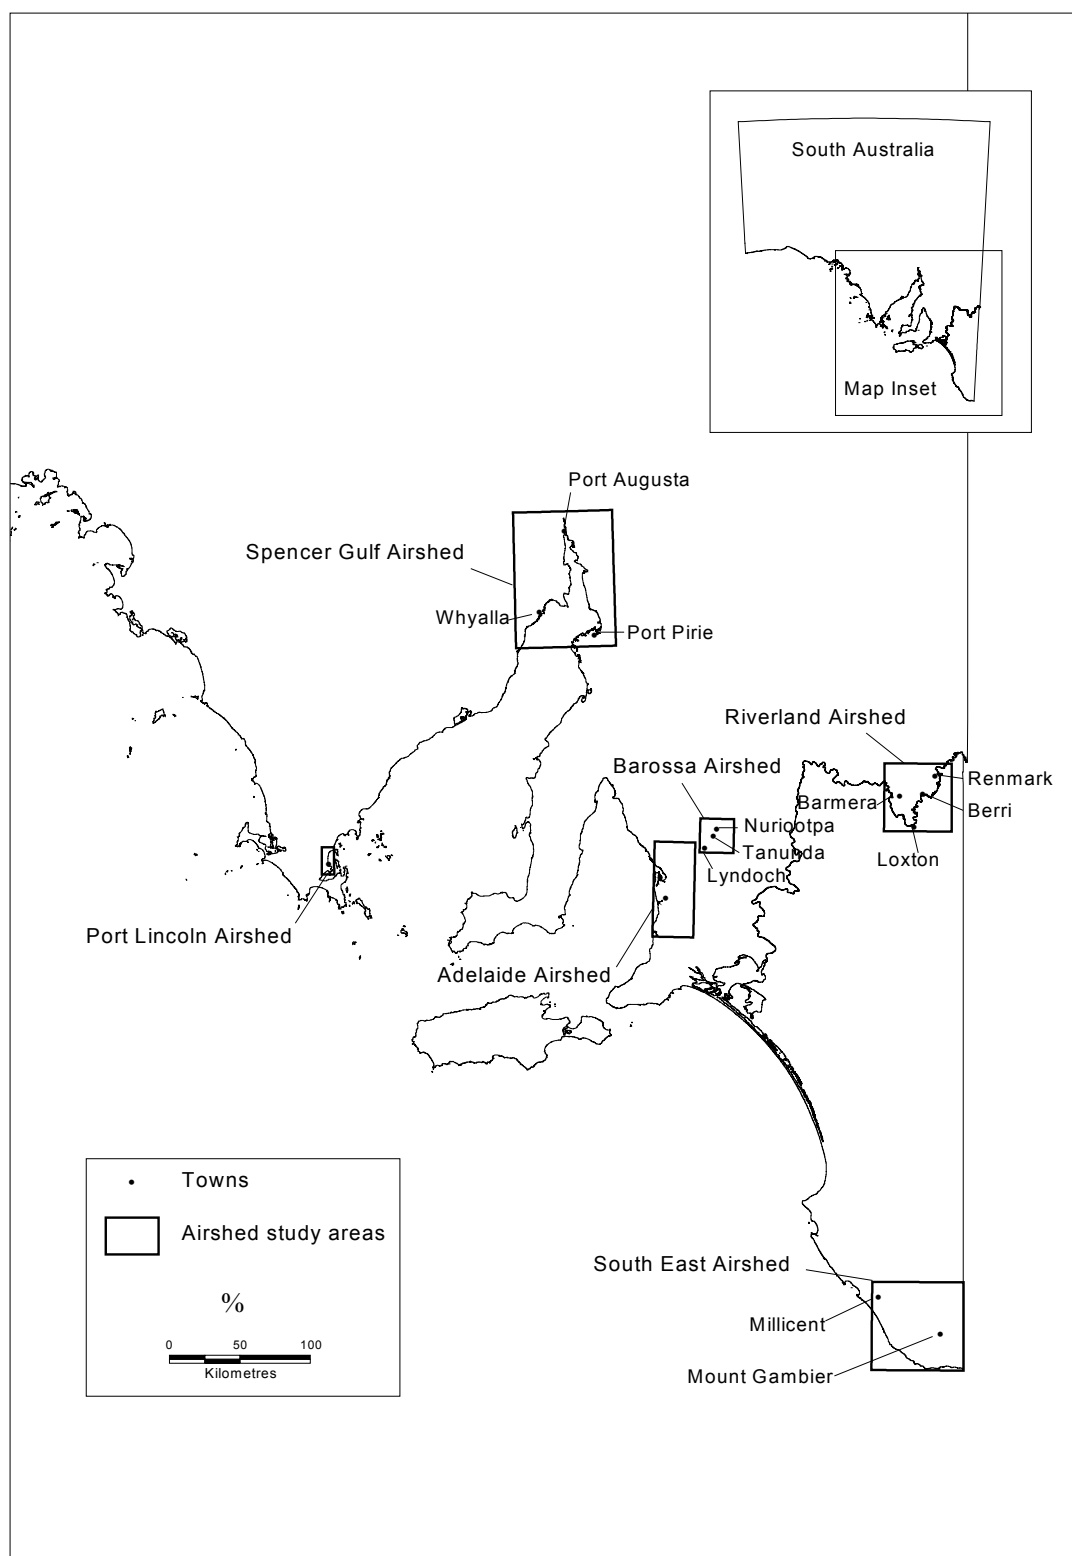 South Australia
Map Inset
Port Augusta
Spencer Gulf Airshed
Whyalla
Port Pirie
Riverland Airshed
Barossa Airshed
Renmark
Barmera
Berri
Nuriootpa
Tanunda
Loxton
Lyndoch
Port Lincoln Airshed
Adelaide Airshed
Towns
Airshed study areas
South East Airshed
%
Millicent
0 50 100
Kilometres
Mount Gambier